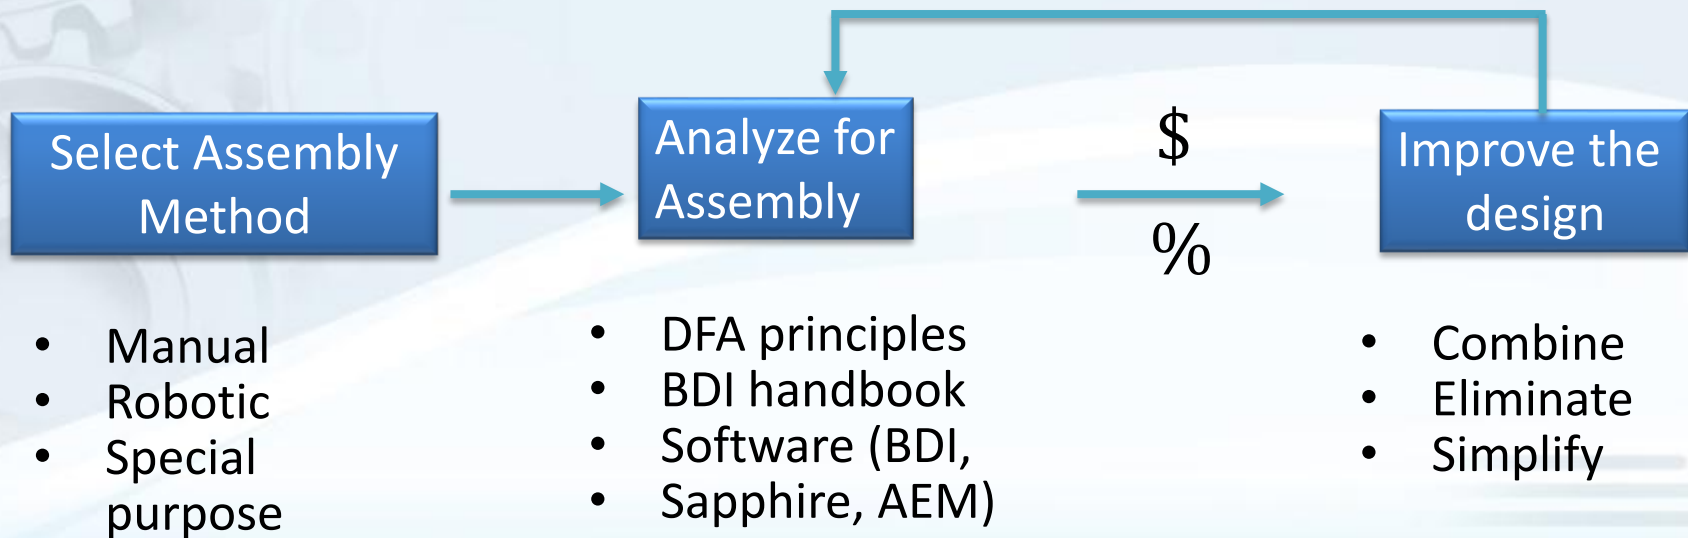 Select Assembly
Method
Analyze for
Assembly
$
%
Improve the
design
• Manual
• Robotic
• Special
purpose
• DFA principles
• BDI handbook
• Software (BDI,
• Sapphire, AEM)
• Combine
• Eliminate
• Simplify